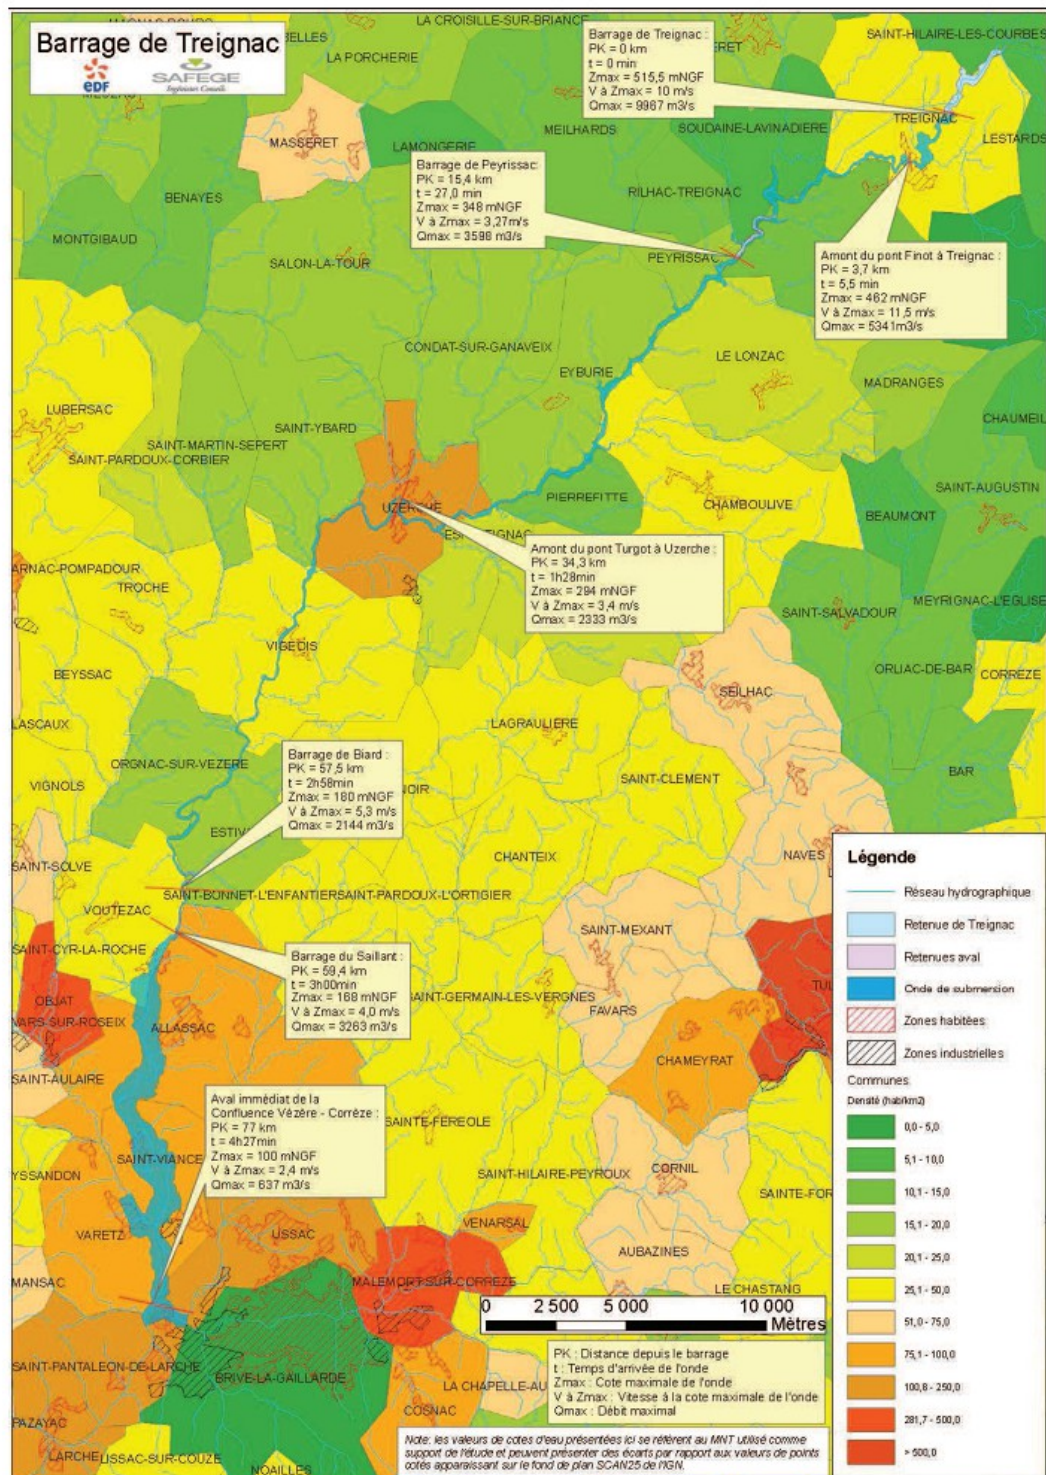 Barrage de Treignac
eDF
SAFEGE
Ingénieurs Conseils
LA CROISILLE-SUR-BRIANCE
LA PORCHERIE
SAINT-HILAIRE-LES-COURBES
Barrage de Treignac :
PK = 0 km
t = 0 min
Zmax = 515,5 mNGF
V à Zmax = 10 m/s
Qmax = 9967 m3/s
MASSERET
LAMONGERIE
MEILHARDS
SOUDAINE-LAVINADIERE
TREIGNAC
LESTARDS
Barrage de Peyrissac:
PK = 15,4 km
t = 27,0 min
Zmax = 348 mNGF
V à Zmax = 3,27m/s
Qmax = 3598 m3/s
BENAYES
RILHAC-TREIGNAC
MONTGIBAUD
SALON-LA-TOUR
PEYRISSAC
Amont du pont Finot à Treignac :
PK = 3,7 km
t = 5,5 min
Zmax = 462 mNGF
V à Zmax = 11,5 m/s
Qmax = 5341m3/s
CONDAT-SUR-GANAVEIX
LE LONZAC
EYBURIE
MADRANGES
LUBERSAC
CHAUMEIL
SAINT-YBARD
SAINT-MARTIN-SEPERT
SAINT-PARDOUX-CORBIER
SAINT-AUGUSTIN
PIERREFITTE
CHAMBOULIVE
UZERCHE
BEAUMONT
ARNAC-POMPADOUR
TROCHE
Amont du pont Turgot à Uzerche :
PK = 34,3 km
t = 1h28min
Zmax = 294 mNGF
V à Zmax = 3,4 m/s
Qmax = 2333 m3/s
SAINT-SALVADOUR
MEYRIGNAC-L'EGLISE
VIGEOIS
BEYSSAC
ORLIAC-DE-BAR
CORREZE
SEILHAC
LASCAUX
LAGRAULIERE
ORGNAC-SUR-VEZERE
Barrage de Biard :
PK = 57,5 km
t = 2h58min
Zmax = 180 mNGF
V à Zmax = 5,3 m/s
Qmax = 2144 m3/s
NOIR
SAINT-CLEMENT
BAR
VIGNOLS
CHANTEIX
NAVES
SAINT-SOLVE
SAINT-BONNET-L'ENFANTIER
SAINT-PARDOUX-L'ORTIGIER
VOUTEZAC
SAINT-MEXANT
SAINT-CYR-LA-ROCHE
Barrage du Saillant :
PK = 59,4 km
t = 3h00min
Zmax = 168 mNGF
V à Zmax = 4,0 m/s
Qmax = 3263 m3/s
SAINT-GERMAIN-LES-VERGNES
OBJAT
FAVARS
VARS-SUR-ROSEIX
ALLASSAC
CHAMEYRAT
SAINT-AULAIRE
Aval immédiat de la
Confluence Vézère - Corrèze :
PK = 77 km
t = 4h27min
Zmax = 100 mNGF
V à Zmax = 2,4 m/s
Qmax = 637 m3/s
SAINTE-FEREOLE
SAINT-VIANCE
YSSANDON
SAINT-HILAIRE-PEYROUX
CORNIL
SAINTE-FOR
VARETZ
USSAC
VENARSAL
AUBAZINES
MANSAC
MALEMORT-SUR-CORREZE
LE CHASTANG
SAINT-PANTALEON-DE-LARCHE
BRIVE-LA-GAILLARDE
LA CHAPELLE-AU
COSNAC
PAZAYAC
LARCHE
LISSAC-SUR-COUZE
NOAILLES
0 2 500 5 000 10 000
Mètres
PK : Distance depuis le barrage
t : Temps d'arrivée de l'onde
Zmax : Cote maximale de l'onde
V à Zmax : Vitesse à la cote maximale de l'onde
Qmax : Débit maximal
Note: les valeurs de cotes d'eau présentées ici se réfèrent au MNT utilisé comme
support de l'étude et peuvent présenter des écarts par rapport aux valeurs de points
cotés apparaissant sur le fond de plan SCAN25 de l'IGN.
Légende
Réseau hydrographique
Retenue de Treignac
Retenues aval
Onde de submersion
Zones habitées
Zones industrielles
Communes
Densité (hab/km2)
0,0 - 5,0
5,1 - 10,0
10,1 - 15,0
15,1 - 20,0
20,1 - 25,0
25,1 - 50,0
51,0 - 75,0
75,1 - 100,0
100,8 - 250,0
281,7 - 500,0
> 500,0